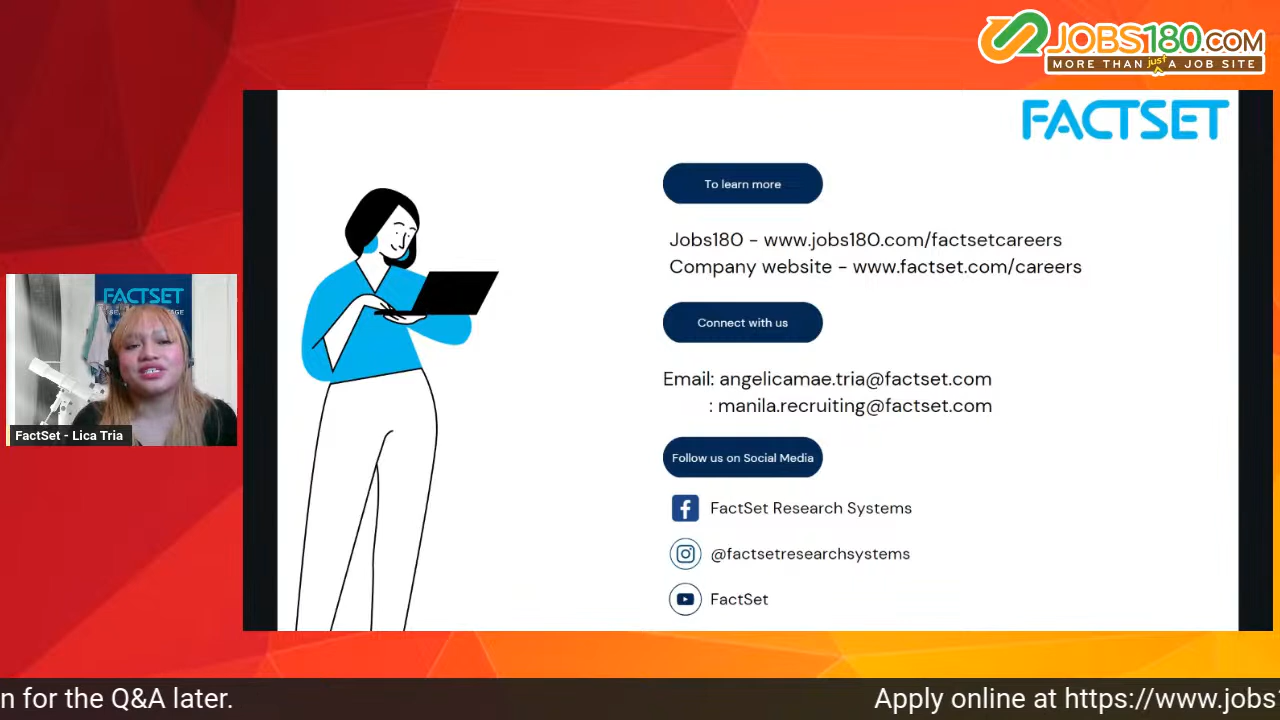 JOBS180.COM
MORE THAN just A JOB SITE
FACTSET
To learn more
Jobs180 - www.jobs180.com/factsetcareers
Company website - www.factset.com/careers
Connect with us
Email: angelicamae.tria@factset.com
: manila.recruiting@factset.com
Follow us on Social Media
FactSet Research Systems
@factsetresearchsystems
FactSet
FACTSET
FactSet - Lica Tria
n for the Q&A later.
Apply online at https://www.jobs